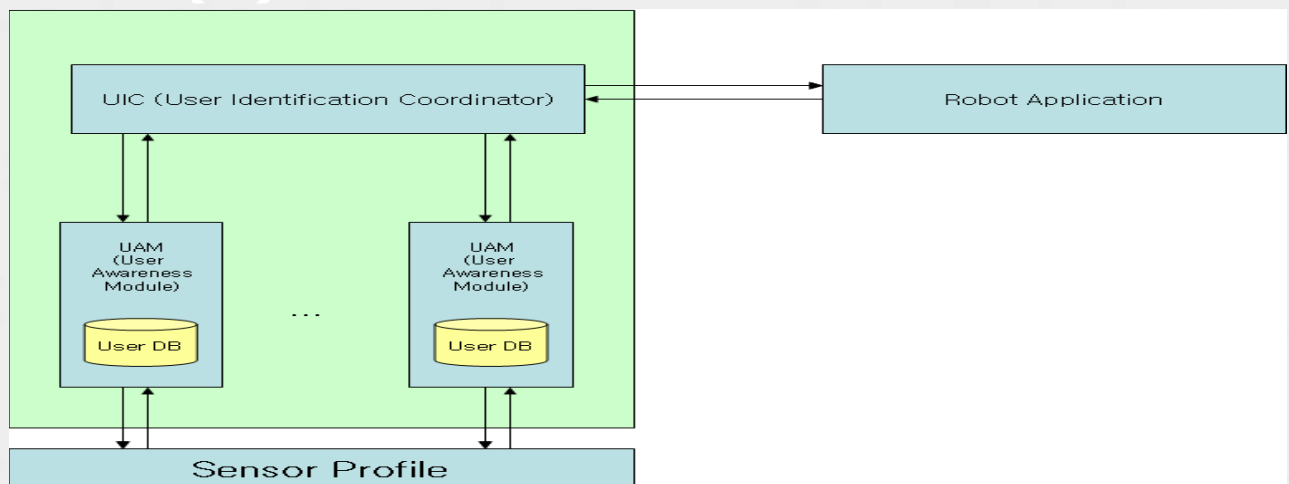 UIC (User Identification Coordinator)
Robot Application
UAM
(User
Awareness
Module)
User DB
...
UAM
(User
Awareness
Module)
User DB
Sensor Profile